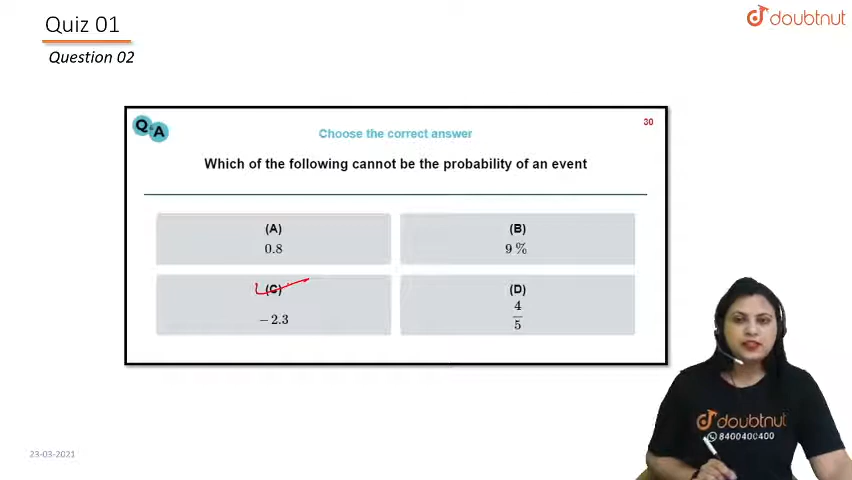 Quiz 01
doubtnut
Question 02
Q A
Choose the correct answer
30
Which of the following cannot be the probability of an event
(A)
0.8
(B)
9 %
(C)
− 2.3
(D)
4
5
doubtnut
8400400400
23-03-2021